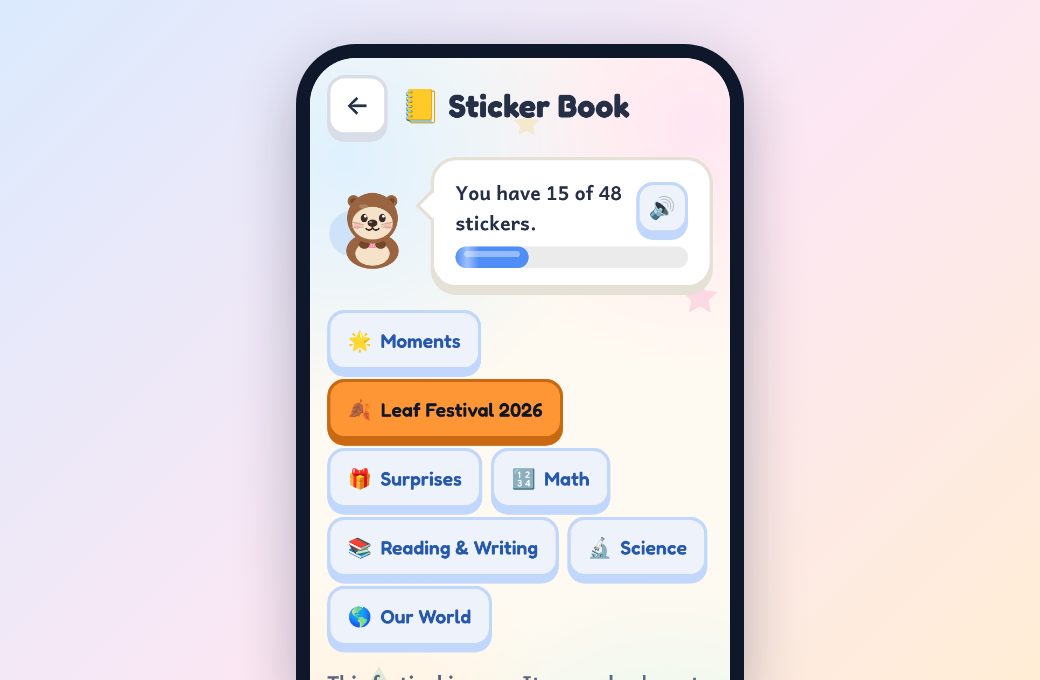 Sticker Book
You have 15 of 48
stickers.
Moments
Leaf Festival 2026
Surprises
Math
Reading & Writing
Science
Our World